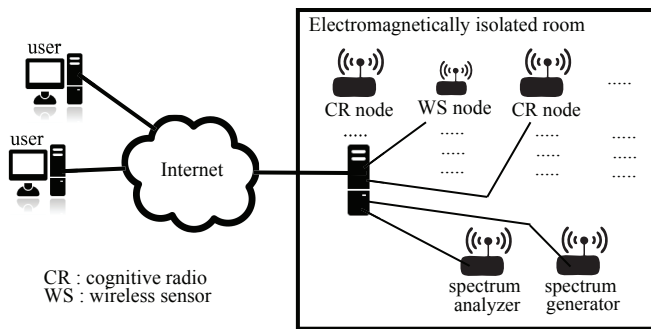 Electromagnetically isolated room
user
CR node
WS node
CR node
.....
user
.....
.....
.....
Internet
.....
.....
.....
.....
.....
.....
CR : cognitive radio
WS : wireless sensor
spectrum
analyzer
spectrum
generator